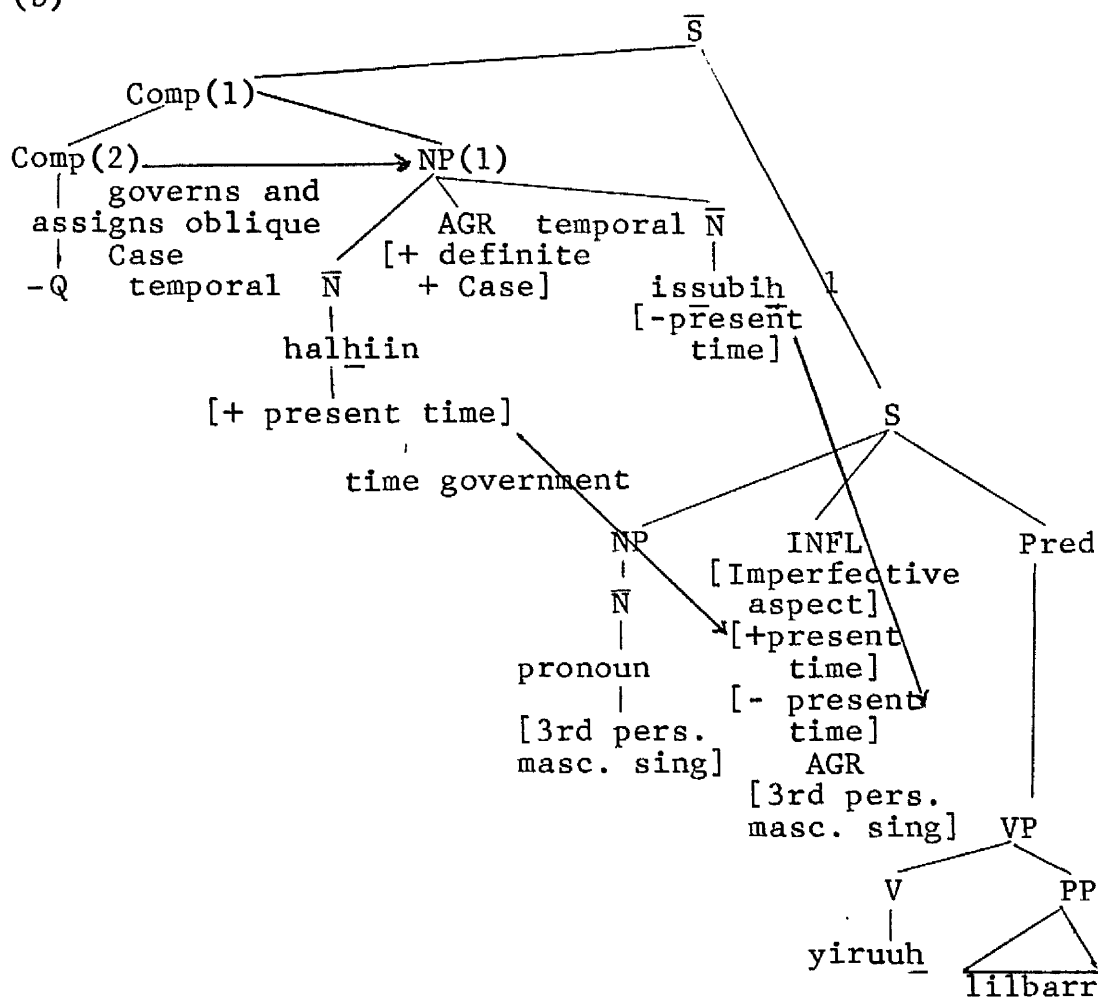 S̄
Comp(1)
Comp(2) NP(1)
governs and
assigns oblique
Case
-Q
AGR
[+ definite
+ Case]
temporal N̄
temporal N̄
issubiẖ
[-present
time]
1
halẖiin
[+ present time]
time government
S
NP INFL Pred
[Imperfective
aspect]
N̄
[+present
time]
pronoun
[- present
time]
[3rd pers.
masc. sing]
AGR
[3rd pers.
masc. sing]
VP
V PP
yiruuẖ
lilbarr